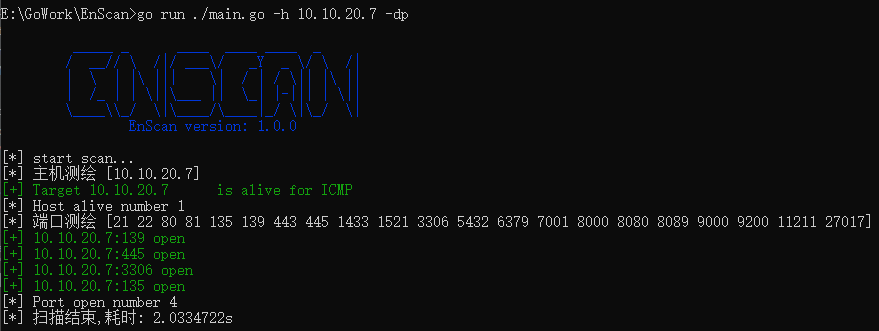 E:\GoWork\EnScan>go run ./main.go -h 10.10.20.7 -dp
ENSCAN
EnScan version: 1.0.0
[*] start scan...
[*] 主机测绘 [10.10.20.7]
[+] Target 10.10.20.7 is alive for ICMP
[*] Host alive number 1
[*] 端口测绘 [21 22 80 81 135 139 443 445 1433 1521 3306 5432 6379 7001 8000 8080 8089 9000 9200 11211 27017]
[+] 10.10.20.7:139 open
[+] 10.10.20.7:445 open
[+] 10.10.20.7:3306 open
[+] 10.10.20.7:135 open
[*] Port open number 4
[*] 扫描结束,耗时: 2.0334722s